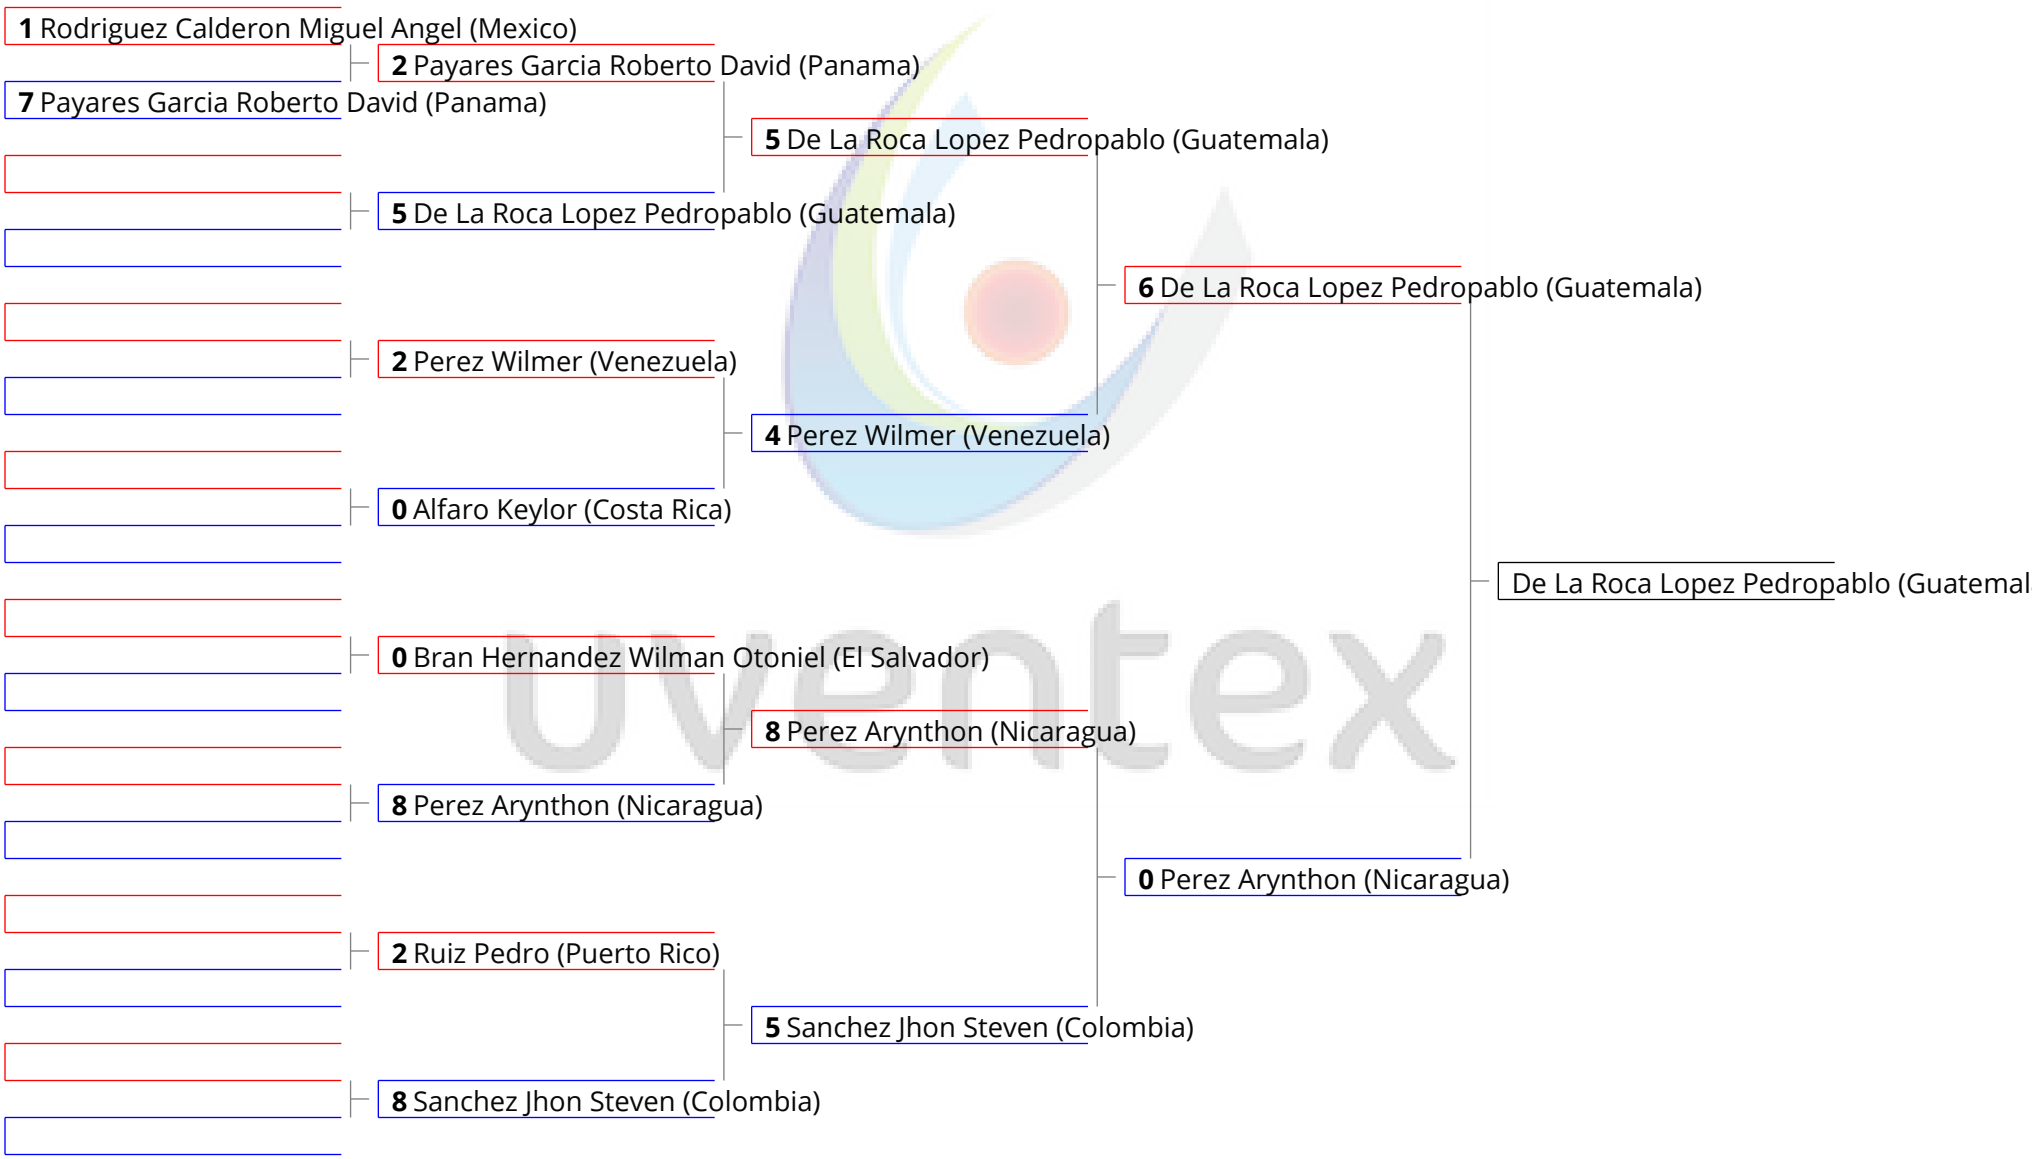 1 Rodriguez Calderon Miguel Angel (Mexico)
2 Payares Garcia Roberto David (Panama)
7 Payares Garcia Roberto David (Panama)
5 De La Roca Lopez Pedropablo (Guatemala)
5 De La Roca Lopez Pedropablo (Guatemala)
6 De La Roca Lopez Pedropablo (Guatemala)
2 Perez Wilmer (Venezuela)
4 Perez Wilmer (Venezuela)
0 Alfaro Keylor (Costa Rica)
De La Roca Lopez Pedropablo (Guatemal
0 Bran Hernandez Wilman Otoniel (El Salvador)
uventex
8 Perez Arynthon (Nicaragua)
8 Perez Arynthon (Nicaragua)
0 Perez Arynthon (Nicaragua)
2 Ruiz Pedro (Puerto Rico)
5 Sanchez Jhon Steven (Colombia)
8 Sanchez Jhon Steven (Colombia)